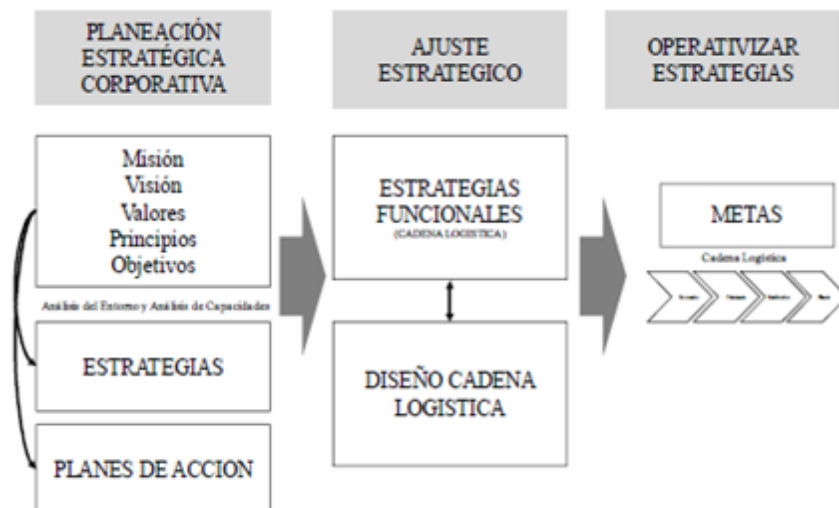 PLANEACIÓN
ESTRATÉGICA
CORPORATIVA
AJUSTE
ESTRATEGICO
OPERATIVIZAR
ESTRATEGIAS
Misión
Visión
Valores
Principios
Objetivos
Análisis del Entorno y Análisis de Capacidades
ESTRATEGIAS
PLANES DE ACCION
ESTRATEGIAS
FUNCIONALES
(CADENA LOGISTICA)
DISEÑO CADENA
LOGISTICA
METAS
Cadena Logística